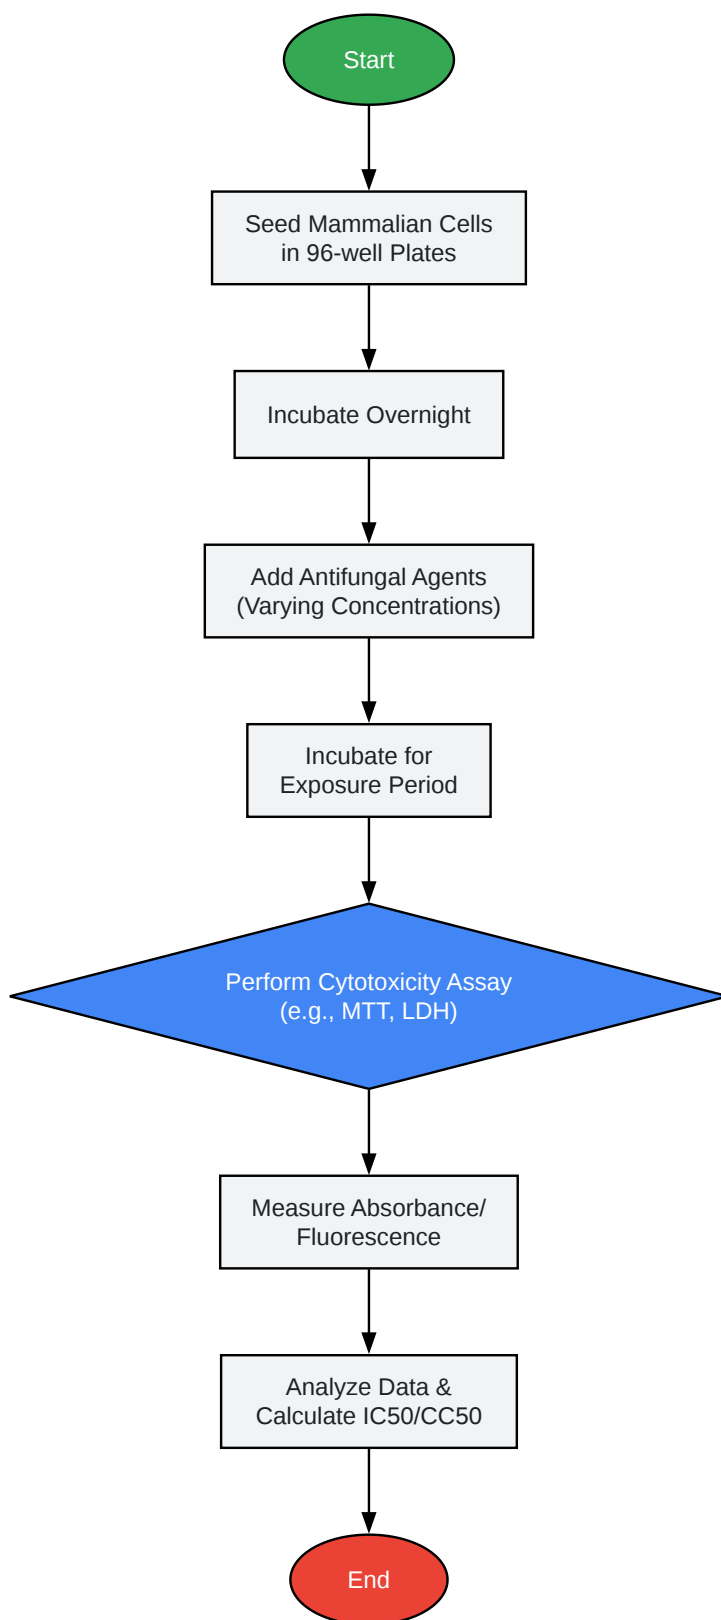 Start
Seed Mammalian Cells
in 96-well Plates
Incubate Overnight
Add Antifungal Agents
(Varying Concentrations)
Incubate for
Exposure Period
Perform Cytotoxicity Assay
(e.g., MTT, LDH)
Measure Absorbance/
Fluorescence
Analyze Data &
Calculate IC50/CC50
End